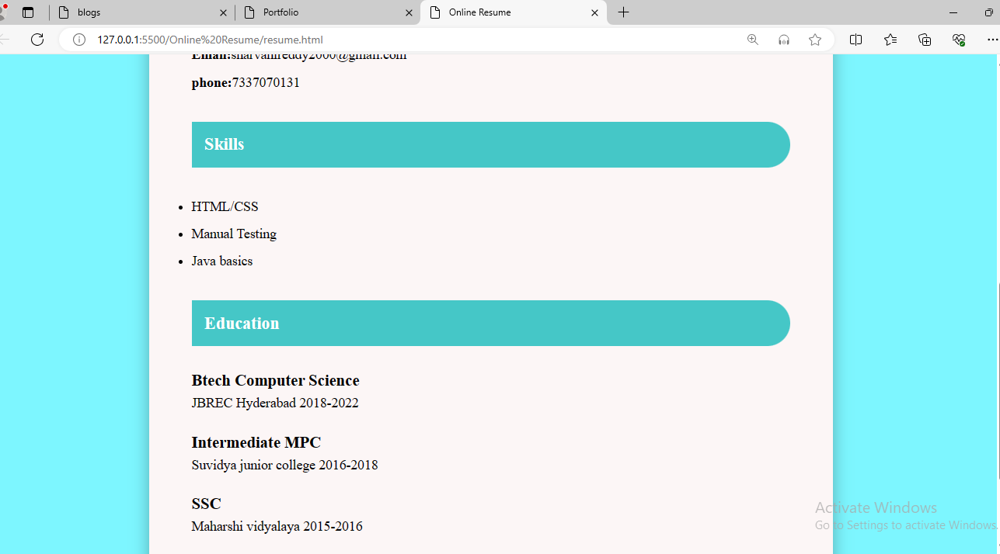 blogs
Portfolio
Online Resume
127.0.0.1:5500/Online%20Resume/resume.html
phone:7337070131
Skills
HTML/CSS
Manual Testing
Java basics
Education
Btech Computer Science
JBREC Hyderabad 2018-2022
Intermediate MPC
Suvidya junior college 2016-2018
SSC
Maharshi vidyalaya 2015-2016
Activate Windows
Go to Settings to activate Windows.